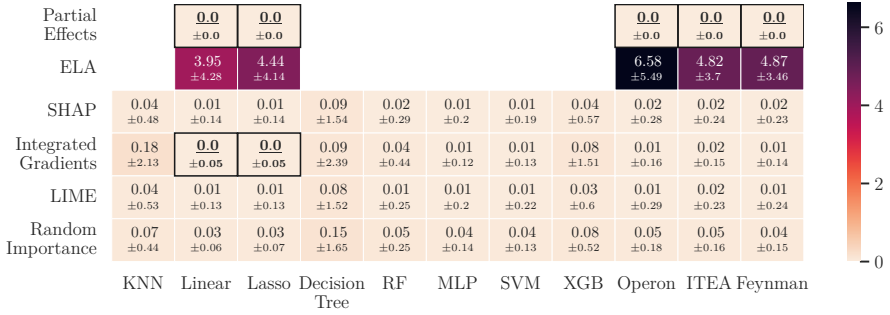 Partial
Effects
0.0 0.0 0.0 0.0 0.0
±0.0 ±0.0 ±0.0 ±0.0 ±0.0
ELA
3.95 4.44 6.58 4.82 4.87
±4.28 ±4.14 ±5.49 ±3.7 ±3.46
SHAP
0.04 0.01 0.01 0.09 0.02 0.01 0.01 0.04 0.02 0.02 0.02
±0.48 ±0.14 ±0.14 ±1.54 ±0.29 ±0.2 ±0.19 ±0.57 ±0.28 ±0.24 ±0.23
Integrated
Gradients
0.18 0.0 0.0 0.09 0.04 0.01 0.01 0.08 0.01 0.02 0.01
±2.13 ±0.05 ±0.05 ±2.39 ±0.44 ±0.12 ±0.13 ±1.51 ±0.16 ±0.15 ±0.14
LIME
0.04 0.01 0.01 0.08 0.01 0.01 0.01 0.03 0.01 0.02 0.01
±0.53 ±0.13 ±0.13 ±1.52 ±0.25 ±0.2 ±0.22 ±0.6 ±0.29 ±0.23 ±0.24
Random
Importance
0.07 0.03 0.03 0.15 0.05 0.04 0.04 0.08 0.05 0.05 0.04
±0.44 ±0.06 ±0.07 ±1.65 ±0.25 ±0.14 ±0.13 ±0.52 ±0.18 ±0.16 ±0.15
KNN Linear Lasso Decision RF MLP SVM XGB Operon ITEA Feynman
Tree
6
4
2
0